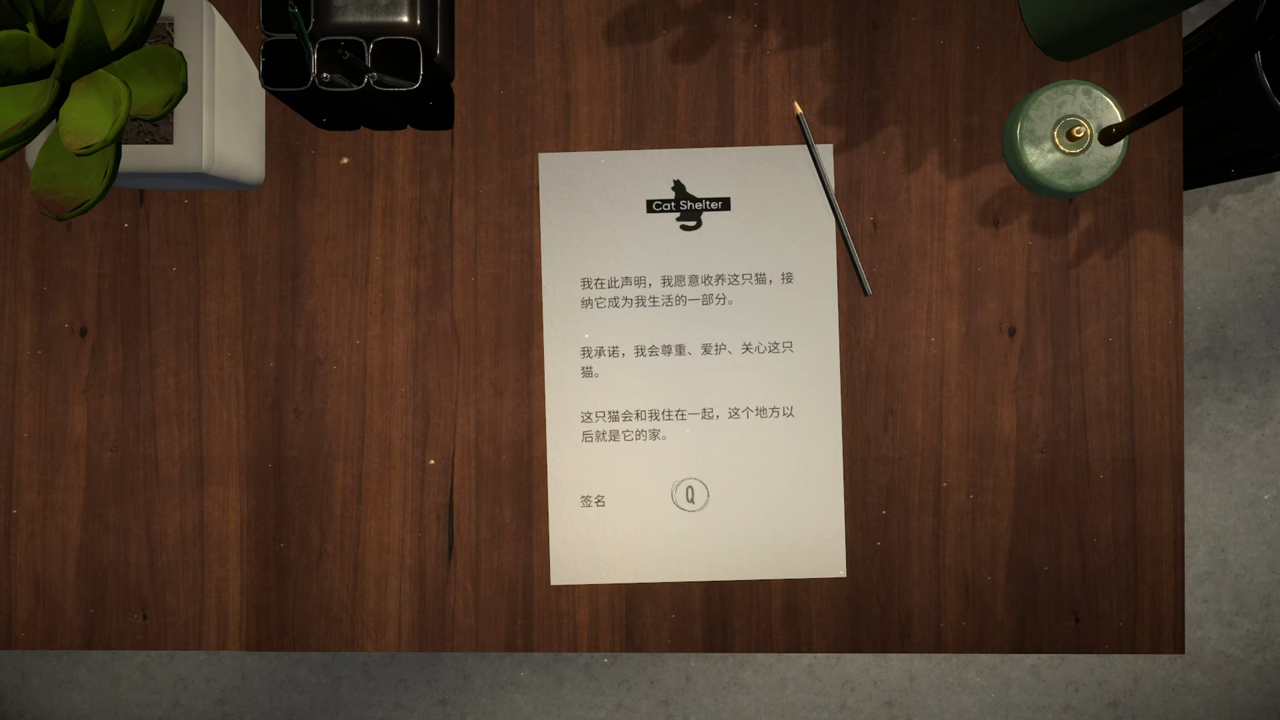 Cat Shelter
我在此声明，我愿意收养这只猫，接
纳它成为我生活的一部分。
我承诺，我会尊重、爱护、关心这只
猫。
这只猫会和我住在一起，这个地方以
后就是它的家。
签名
Q